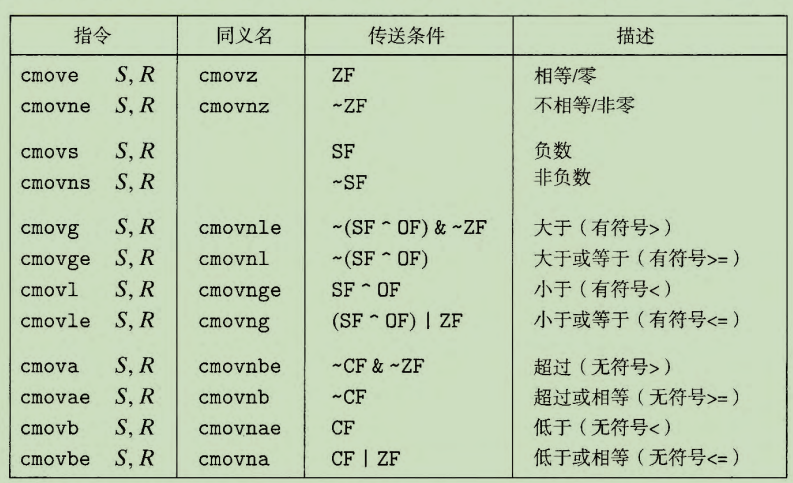 指令 同义名 传送条件 描述
cmove S, R cmovz ZF 相等/零
cmovne S, R cmovnz ~ZF 不相等/非零
cmovs S, R SF 负数
cmovns S, R ~SF 非负数
cmovg S, R cmovnle ~(SF ^ OF) & ~ZF 大于（有符号>）
cmovge S, R cmovnl ~(SF ^ OF) 大于或等于（有符号>=）
cmovl S, R cmovnge SF ^ OF 小于（有符号<）
cmovle S, R cmovng (SF ^ OF) | ZF 小于或等于（有符号<=）
cmova S, R cmovnbe ~CF & ~ZF 超过（无符号>）
cmovae S, R cmovnb ~CF 超过或相等（无符号>=）
cmovb S, R cmovnae CF 低于（无符号<）
cmovbe S, R cmovna CF | ZF 低于或相等（无符号<=）